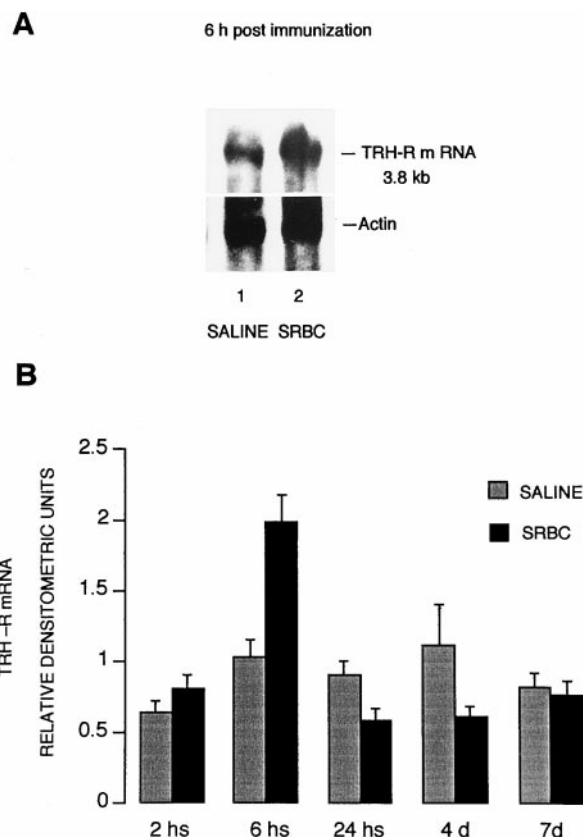 A
6 h post immunization
TRH-R m RNA
3.8 kb
Actin
1 2
SALINE SRBC
B
TRH –R mRNA
RELATIVE DENSITOMETRIC UNITS
2.5
2
1.5
1
0.5
0
SALINE
SRBC
2 hs 6 hs 24 hs 4 d 7d